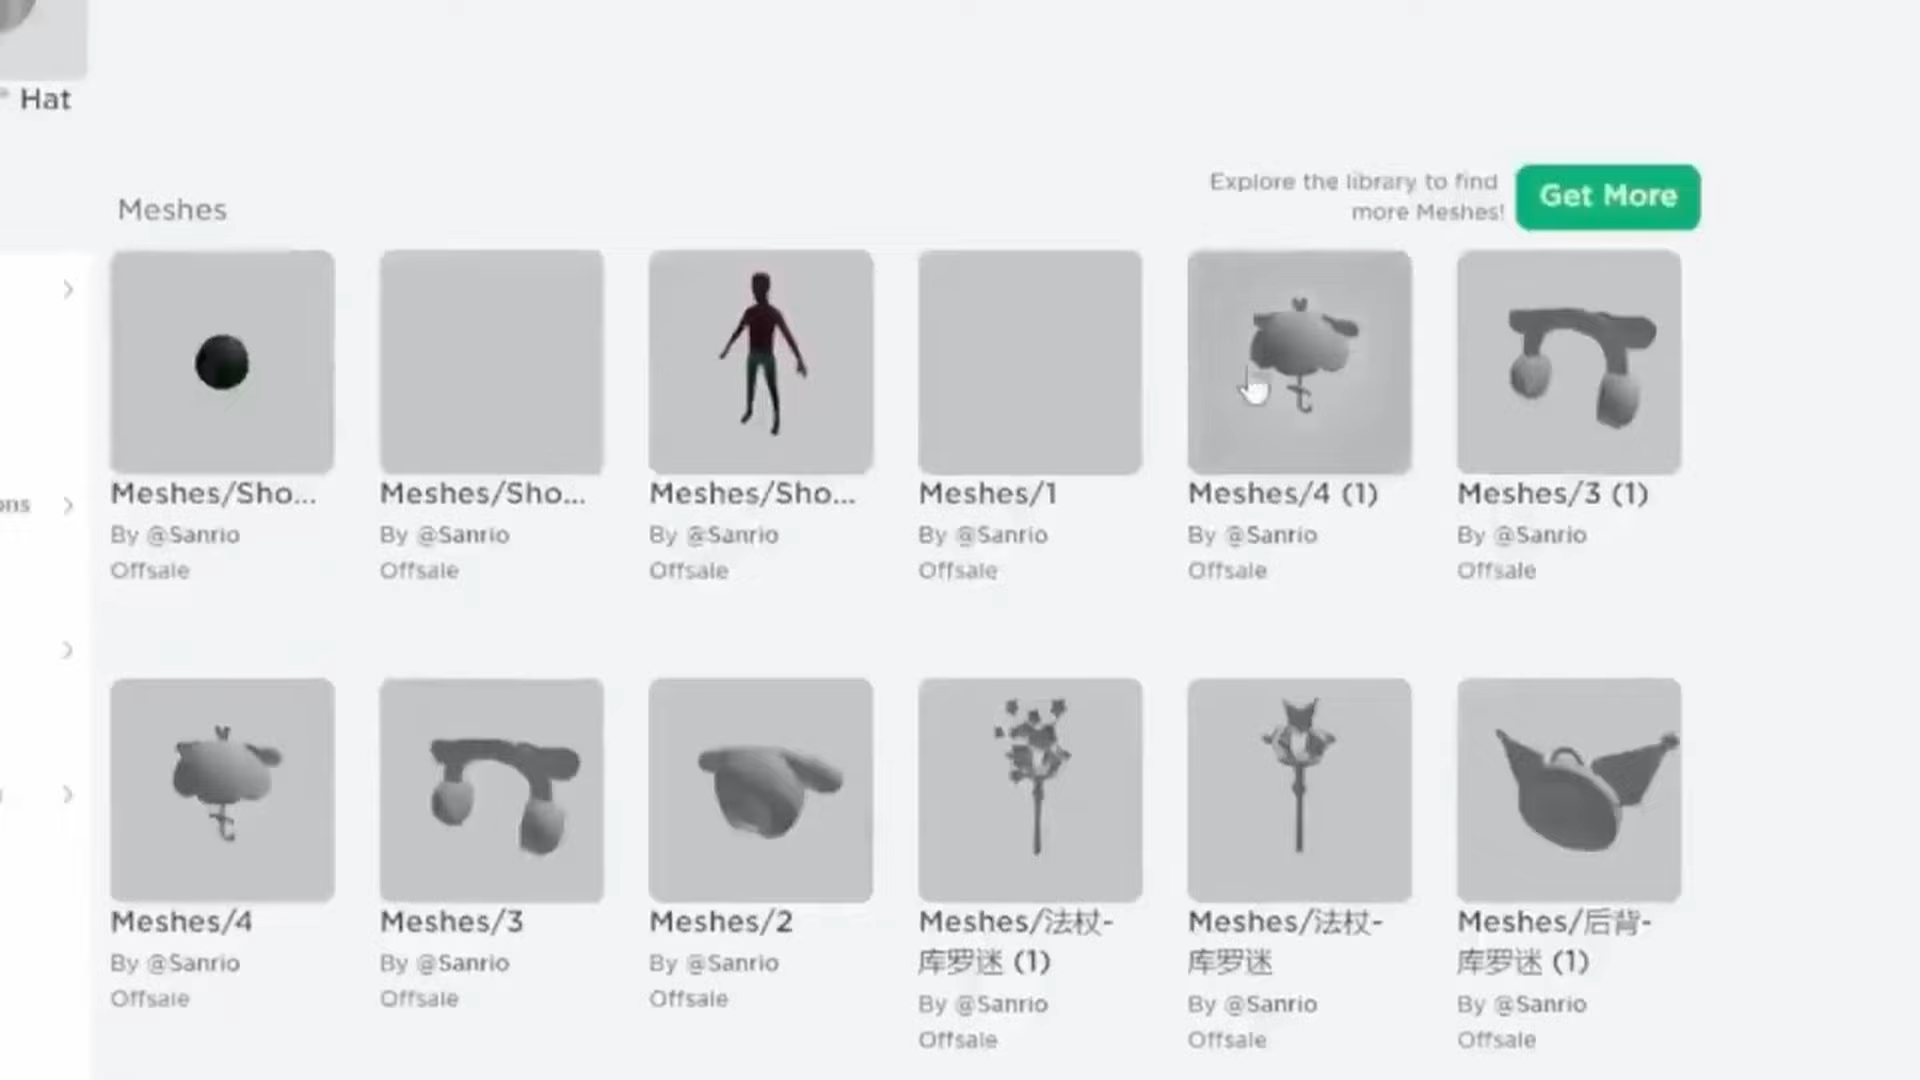 Hat
Explore the library to find
more Meshes!
Get More
Meshes
Meshes/Sho...
Meshes/Sho...
Meshes/Sho...
Meshes/1
Meshes/4 (1)
Meshes/3 (1)
By @Sanrio
By @Sanrio
By @Sanrio
By @Sanrio
By @Sanrio
By @Sanrio
Offsale
Offsale
Offsale
Offsale
Offsale
Offsale
ons
Meshes/4
Meshes/3
Meshes/2
Meshes/法杖-
库罗迷 (1)
Meshes/法杖-
库罗迷
Meshes/后背-
库罗迷 (1)
By @Sanrio
By @Sanrio
By @Sanrio
By @Sanrio
By @Sanrio
By @Sanrio
Offsale
Offsale
Offsale
Offsale
Offsale
Offsale